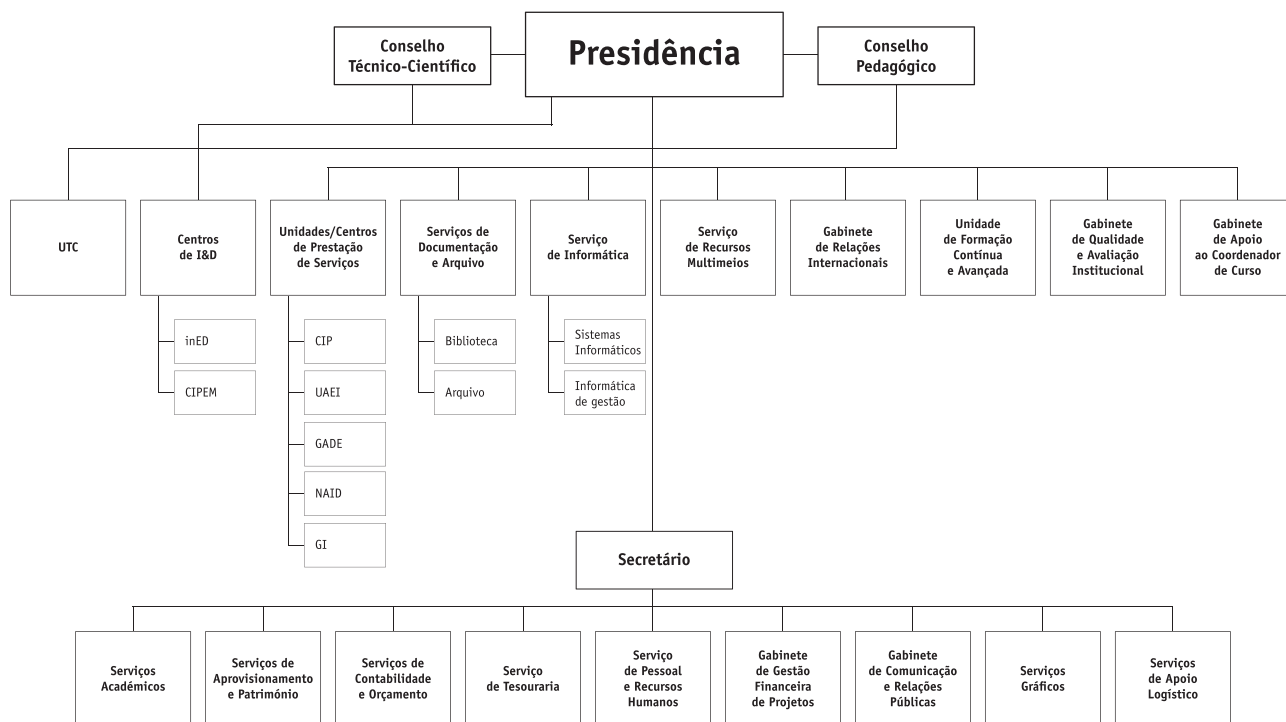 Conselho
Técnico-Científico
Presidência
Conselho
Pedagógico
UTC
Centros
de I&D
Unidades/Centros
de Prestação
de Serviços
Serviços de
Documentação
e Arquivo
Serviço
de Informática
Serviço
de Recursos
Multimeios
Gabinete
de Relações
Internacionais
Unidade
de Formação
Contínua
e Avançada
Gabinete
de Qualidade
e Avaliação
Institucional
Gabinete
de Apoio
ao Coordenador
de Curso
inED
CIPEM
CIP
UAEI
GADE
NAID
GI
Biblioteca
Arquivo
Sistemas
Informáticos
Informática
de gestão
Secretário
Serviços
Académicos
Serviços de
Aprovisionamento
e Património
Serviços de
Contabilidade
e Orçamento
Serviço
de Tesouraria
Serviço
de Pessoal
e Recursos
Humanos
Gabinete
de Gestão
Financeira
de Projetos
Gabinete
de Comunicação
e Relações
Públicas
Serviços
Gráficos
Serviços
de Apoio
Logístico